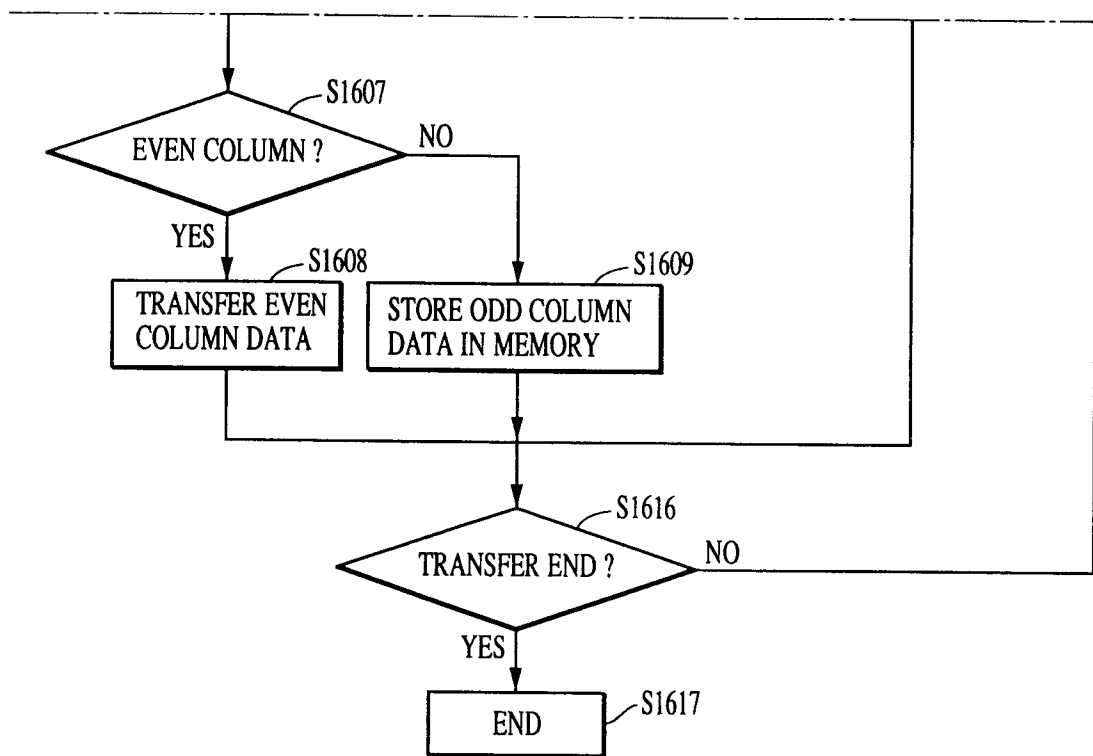 S1607
EVEN COLUMN ?
NO
YES
S1608
S1609
TRANSFER EVEN
COLUMN DATA
STORE ODD COLUMN
DATA IN MEMORY
S1616
TRANSFER END ?
NO
YES
S1617
END